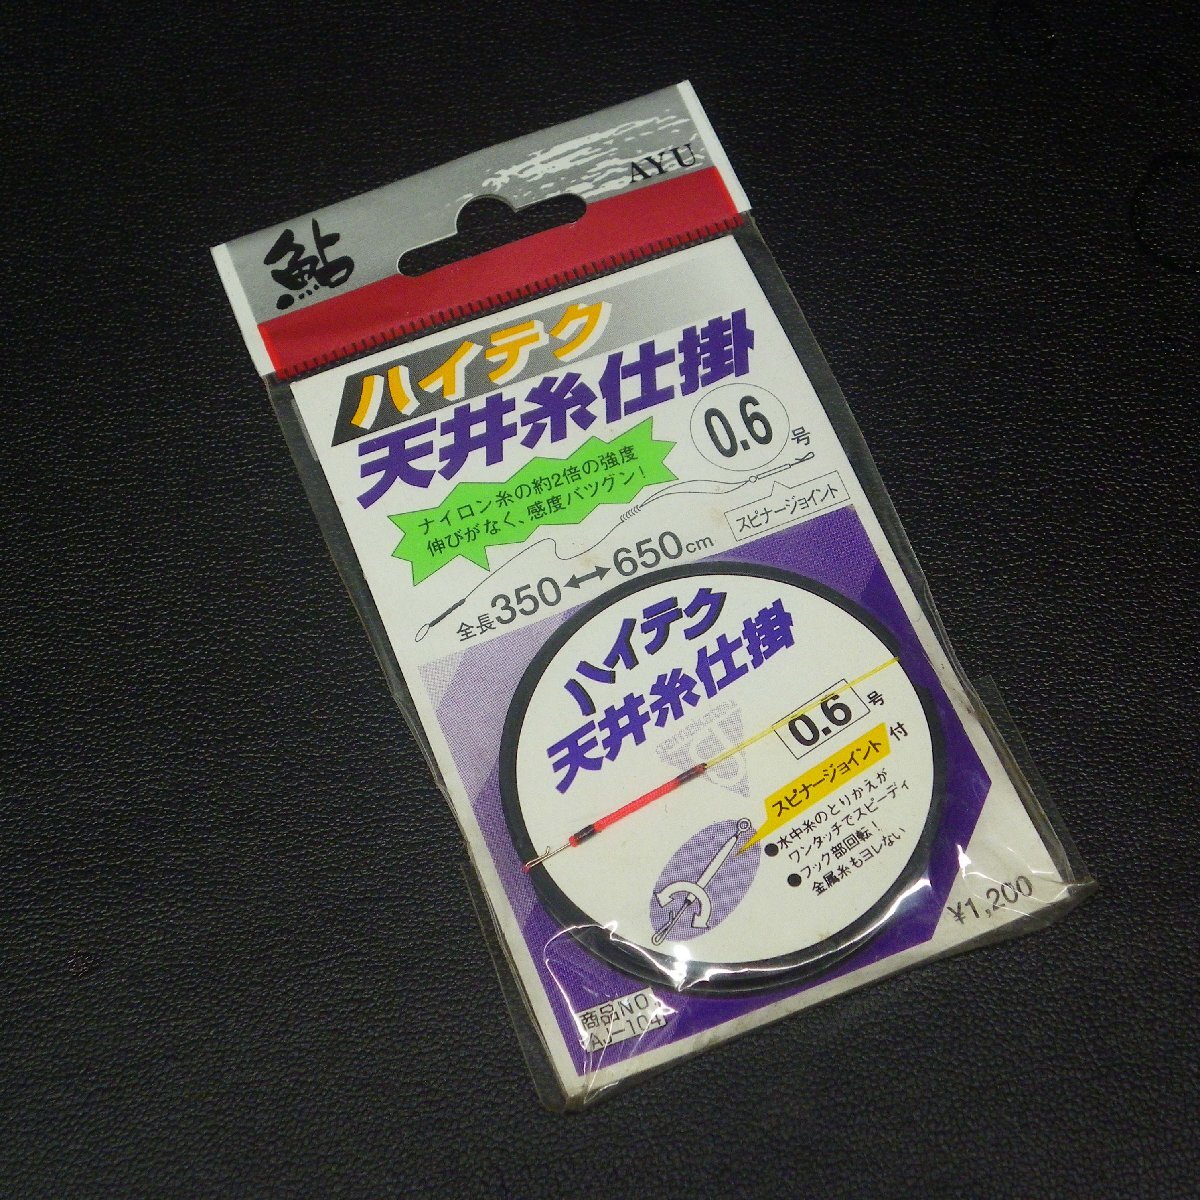 鮎
AYU
ハイテク
天井糸仕掛
0.6号
ナイロン糸の約2倍の強度
伸びがなく、感度バツグン!
スピナージョイント
全長350↔650cm
ハイテク
天井糸仕掛
0.6号
スピナージョイント付
●水中糸のとりかえが
ワンタッチでスピーディ
●フック部回転!
金属糸もヨレない
¥1,200
商品NO.
AJ-104